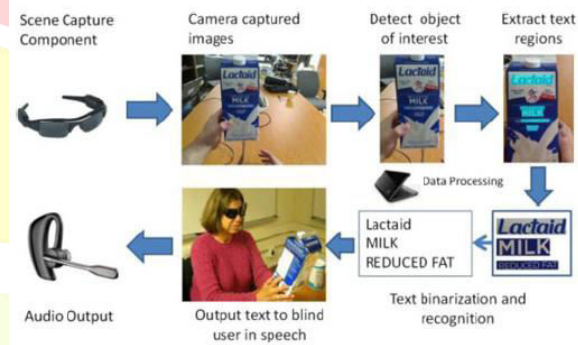 Scene Capture
Component
Camera captured
images
Detect object
of interest
Extract text
regions
Lactaid
MILK
Lactaid
MILK
Lactaid
MILK
Data Processing
Lactaid
MILK
REDUCED FAT
Lactaid
MILK
REDUCED FAT
Audio Output
Output text to blind
user in speech
Text binarization and
recognition